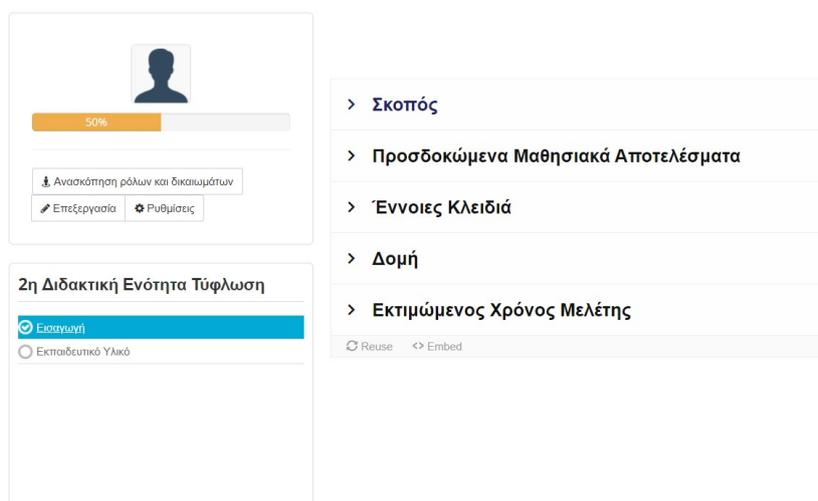 50%
Ανασκόπηση ρόλων και δικαιωμάτων
Επεξεργασία Ρυθμίσεις
2η Διδακτική Ενότητα Τύφλωση
Εισαγωγή
Εκπαιδευτικό Υλικό
Σκοπός
Προσδοκώμενα Μαθησιακά Αποτελέσματα
Έννοιες Κλειδιά
Δομή
Εκτιμώμενος Χρόνος Μελέτης
Reuse <> Embed